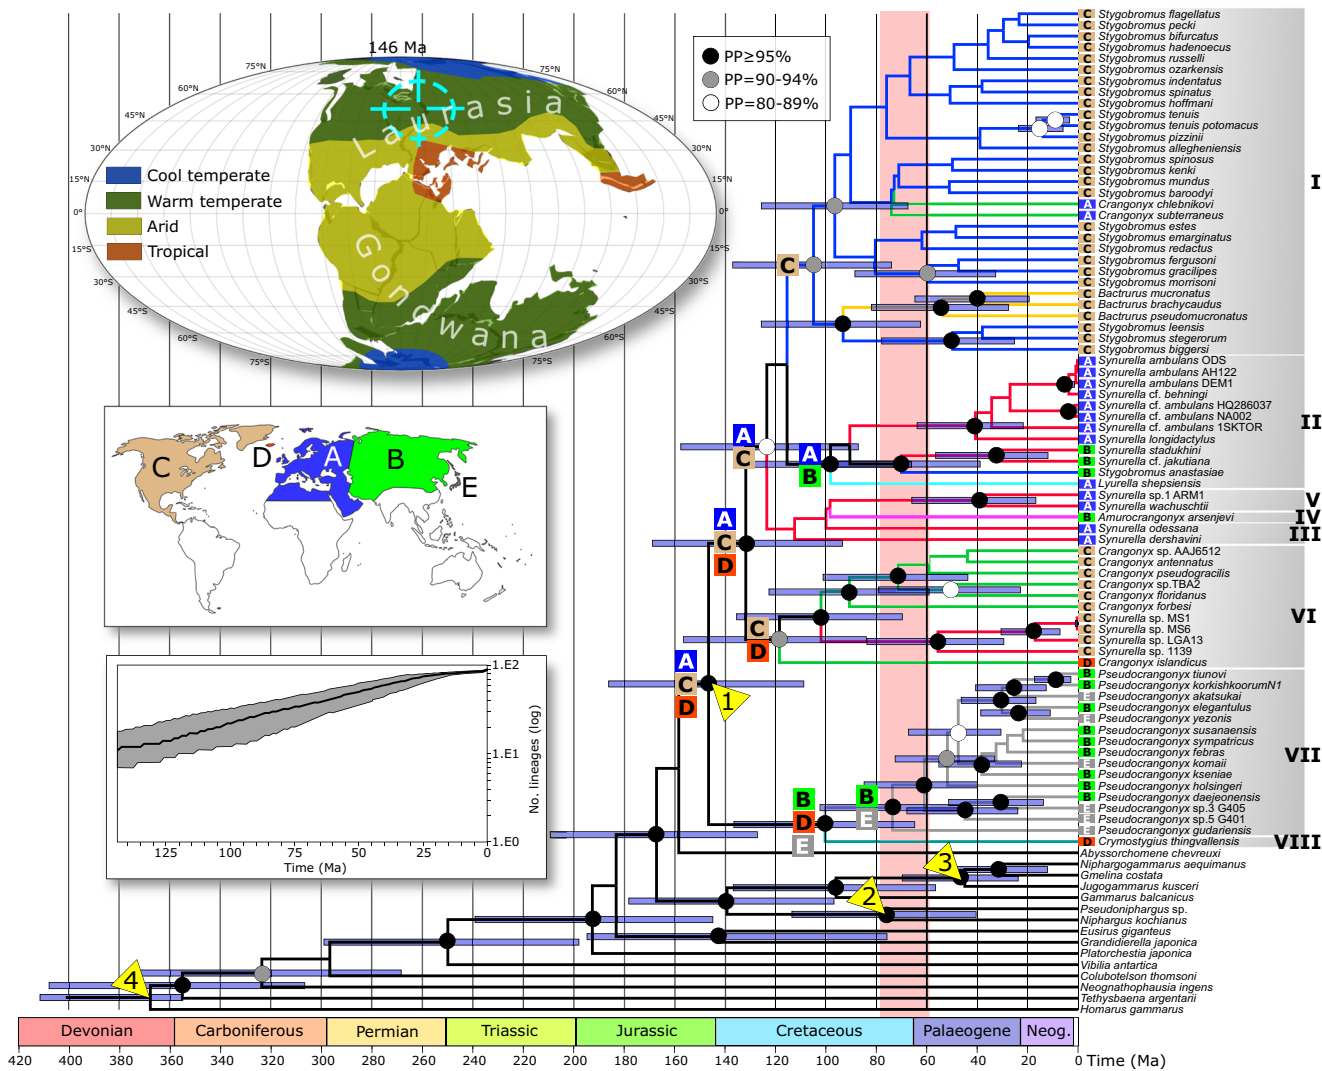 146 Ma
75°N
75°N
60°N
60°N
45°N
45°N
30°N
30°N
15°N
15°N
0°
0°
15°S
15°S
30°S
30°S
45°S
45°S
60°S
60°S
75°S
75°S
Laurasia
Gondwana
Cool temperate
Warm temperate
Arid
Tropical
PP≥95%
PP=90-94%
PP=80-89%
C
D
A
B
E
1.E2
1.E1
1.E0
No. lineages (log)
125
100
75
50
25
0
Time (Ma)
C Stygobromus flagellatus
C Stygobromus pecki
C Stygobromus bifurcatus
C Stygobromus hadenoecus
C Stygobromus russelli
C Stygobromus ozarkensis
C Stygobromus indentatus
C Stygobromus spinatus
C Stygobromus hoffmani
C Stygobromus tenuis
C Stygobromus tenuis potomacus
C Stygobromus pizzinii
C Stygobromus allegheniensis
C Stygobromus spinosus
C Stygobromus kenki
C Stygobromus mundus
C Stygobromus baroodyi
A Crangonyx chlebnikovi
A Crangonyx subterraneus
C Stygobromus estes
C Stygobromus emarginatus
C Stygobromus redactus
C Stygobromus fergusoni
C Stygobromus gracilipes
C Stygobromus morrisoni
C Bactrurus mucronatus
C Bactrurus brachycaudus
C Bactrurus pseudomucronatus
C Stygobromus leensis
C Stygobromus stegerorum
C Stygobromus biggersi
I
A Synurella ambulans ODS
A Synurella ambulans AH122
A Synurella ambulans DEM1
A Synurella cf. behningi
A Synurella cf. ambulans HQ286037
A Synurella cf. ambulans NA002
A Synurella cf. ambulans 1SKTOR
A Synurella longidactylus
B Synurella stadukhini
B Synurella cf. jakutiana
B Stygobromus anastasiae
A Lyurella shepsiensis
II
A Synurella sp.1 ARM1
A Synurella wachuschtii
V
B Amurocrangonyx arsenjevi
IV
A Synurella odessana
A Synurella dershavini
III
C Crangonyx sp. AAJ6512
C Crangonyx antennatus
C Crangonyx pseudogracilis
C Crangonyx sp.TBA2
C Crangonyx floridanus
C Crangonyx forbesi
C Synurella sp. MS1
C Synurella sp. MS6
C Synurella sp. LGA13
C Synurella sp. 1139
D Crangonyx islandicus
VI
B Pseudocrangonyx tiunovi
B Pseudocrangonyx korkishkoorumN1
E Pseudocrangonyx akatsukai
B Pseudocrangonyx elegantulus
E Pseudocrangonyx yezonis
B Pseudocrangonyx susanaensis
B Pseudocrangonyx sympatricus
B Pseudocrangonyx febras
E Pseudocrangonyx komaii
B Pseudocrangonyx kseniae
B Pseudocrangonyx holsingeri
B Pseudocrangonyx daejeonensis
E Pseudocrangonyx sp.3 G405
E Pseudocrangonyx sp.5 G401
E Pseudocrangonyx gudariensis
VII
D Crymostygius thingvallensis
VIII
Abyssorchomene chevreuxi
Niphargogammarus aequimanus
Gmelina costata
Jugogammarus kusceri
Gammarus balcanicus
Pseudoniphargus sp.
Niphargus kochianus
Eusirus giganteus
Grandidierella japonica
Platorchestia japonica
Vibilia antartica
Colubotelson thomsoni
Neognathophausia ingens
Tethysbaena argentarii
Homarus gammarus
C
A
C
A
B
A
C
D
C
D
A
C
D
B
D
E
B
E
1
2
3
4
Devonian
Carboniferous
Permian
Triassic
Jurassic
Cretaceous
Palaeogene
Neog.
420
400
380
360
340
320
300
280
260
240
220
200
180
160
140
120
100
80
60
40
20
0
Time (Ma)